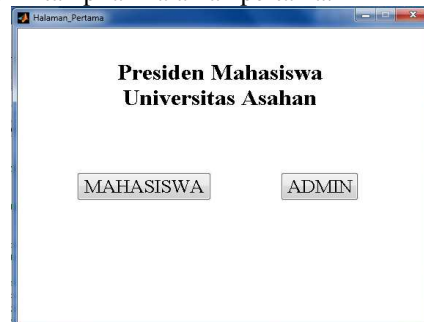 Halaman_Pertama
Presiden Mahasiswa
Universitas Asahan
MAHASISWA
ADMIN